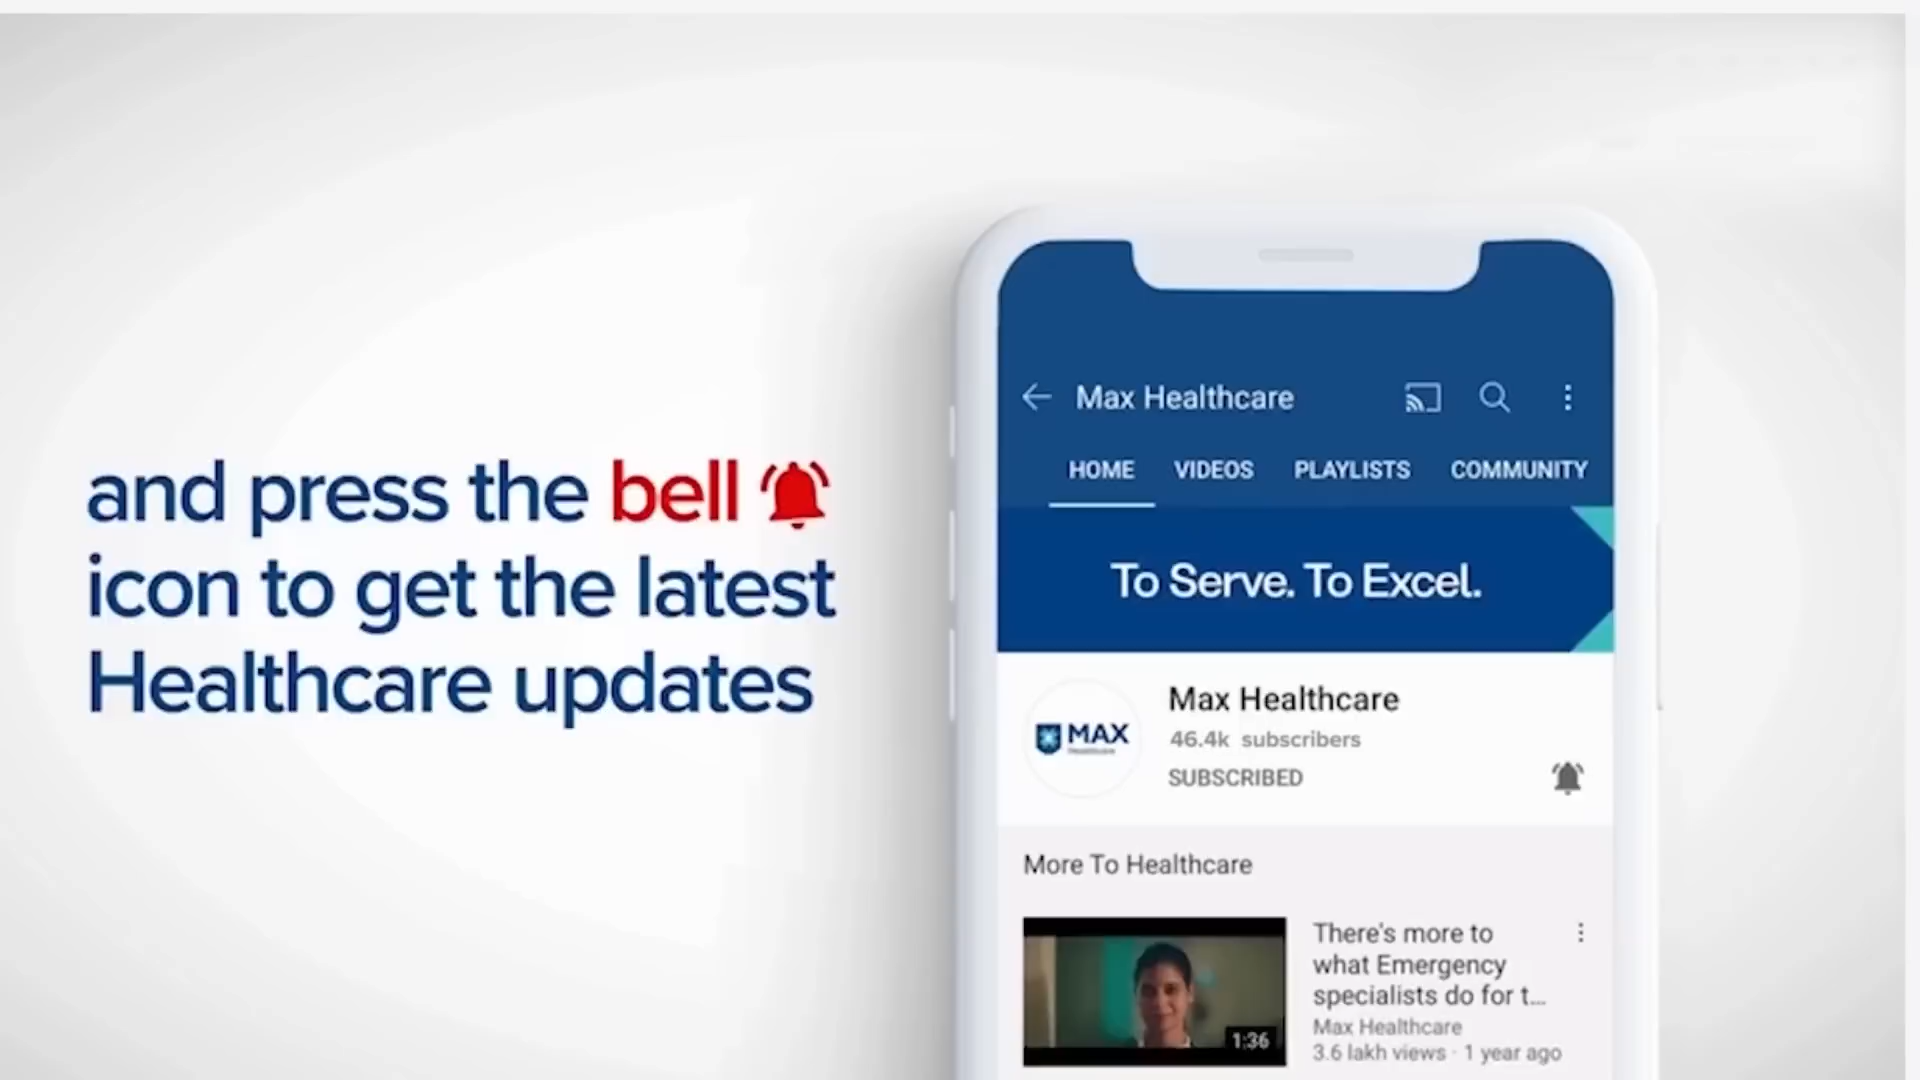 and press the bell
icon to get the latest
Healthcare updates
Max Healthcare
HOME VIDEOS PLAYLISTS COMMUNITY
To Serve. To Excel.
MAX
Healthcare
Max Healthcare
46.4k subscribers
SUBSCRIBED
More To Healthcare
There's more to
what Emergency
specialists do for t...
Max Healthcare
3.6 lakh views · 1 year ago
1:36